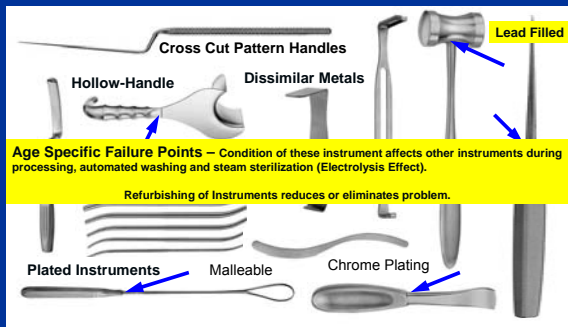 Cross Cut Pattern Handles
Lead Filled
Hollow-Handle
Dissimilar Metals
Age Specific Failure Points – Condition of these instrument affects other instruments during
processing, automated washing and steam sterilization (Electrolysis Effect).
Refurbishing of Instruments reduces or eliminates problem.
Plated Instruments
Malleable
Chrome Plating